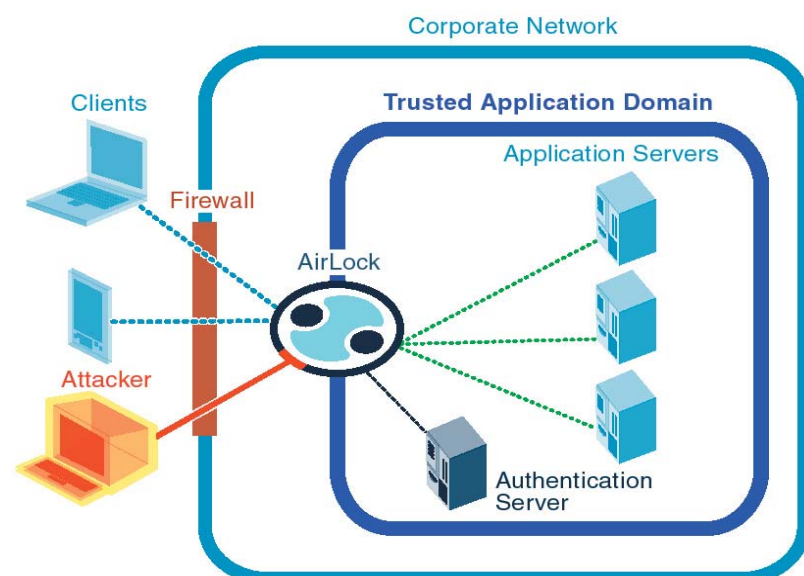 Corporate Network
Clients
Trusted Application Domain
Application Servers
Firewall
AirLock
Attacker
Authentication
Server